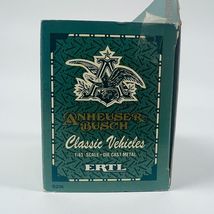 ANHEUSER
BUSCH
Classic Vehicles
1:43 SCALE • DIE CAST METAL
ERTL